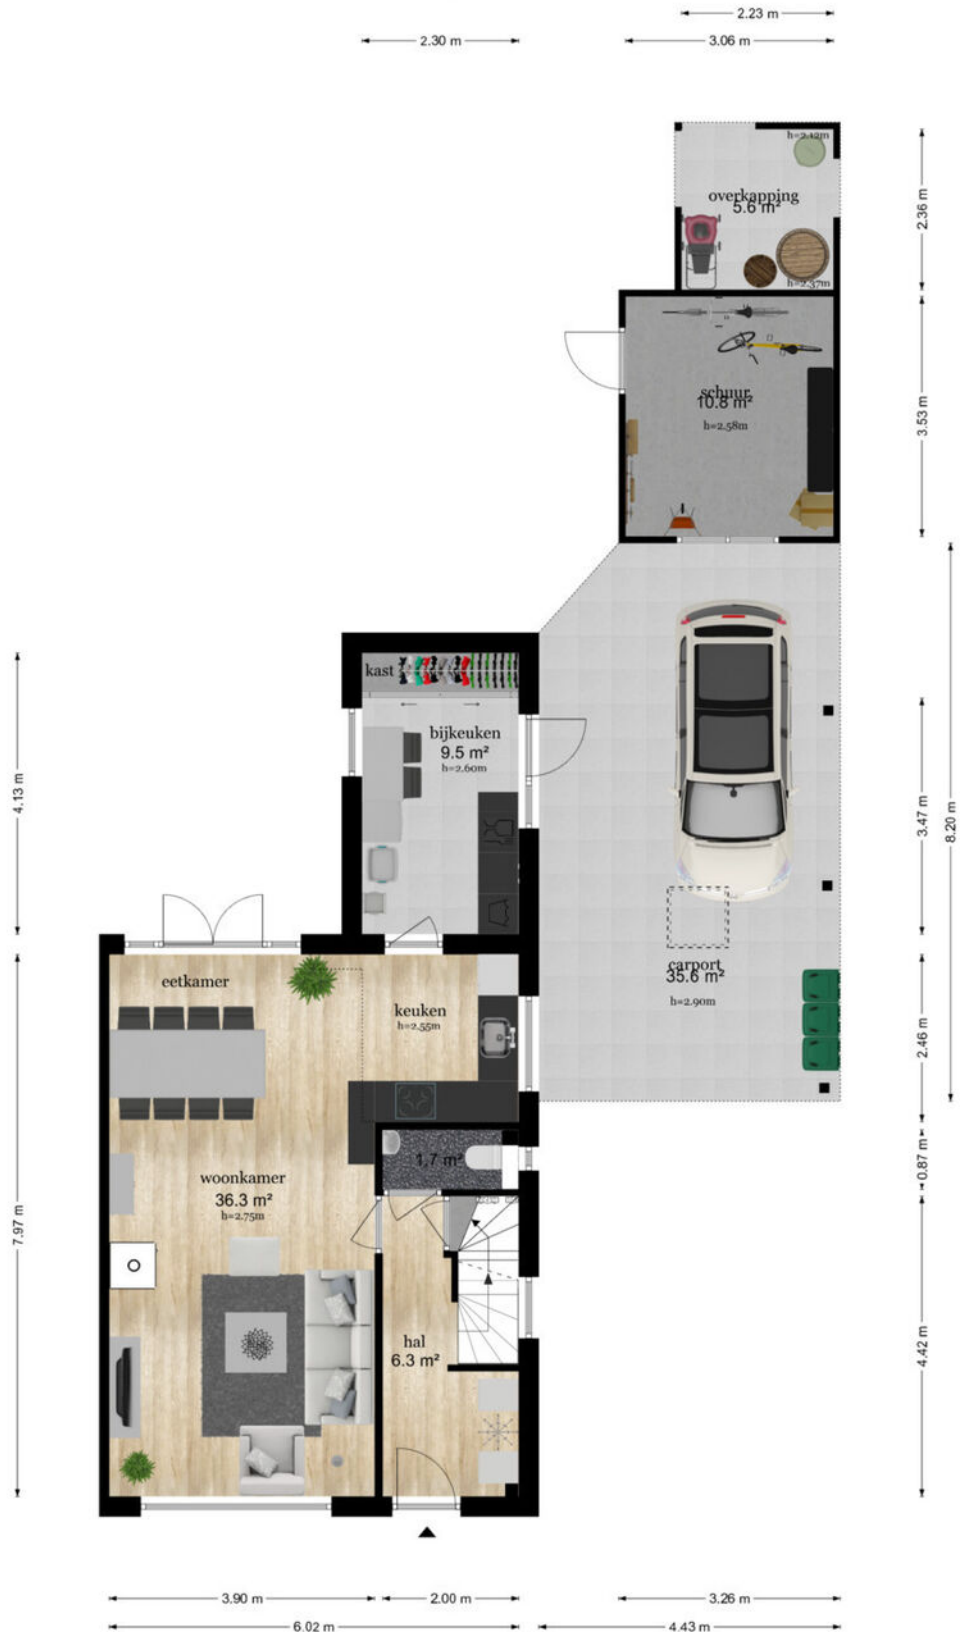 2.23 m
2.30 m
3.06 m
h=2.12m
overkapping
5.6 m²
2.36 m
h=2.37m
schuur
10.8 m²
h=2.58m
3.53 m
kast
bijkeuken
9.5 m²
h=2.60m
4.13 m
3.47 m
8.20 m
eetkamer
keuken
h=2.55m
carport
35.6 m²
h=2.90m
2.46 m
1.7 m²
0.87 m
woonkamer
36.3 m²
h=2.75m
7.97 m
hal
6.3 m²
4.42 m
3.90 m
2.00 m
3.26 m
6.02 m
4.43 m